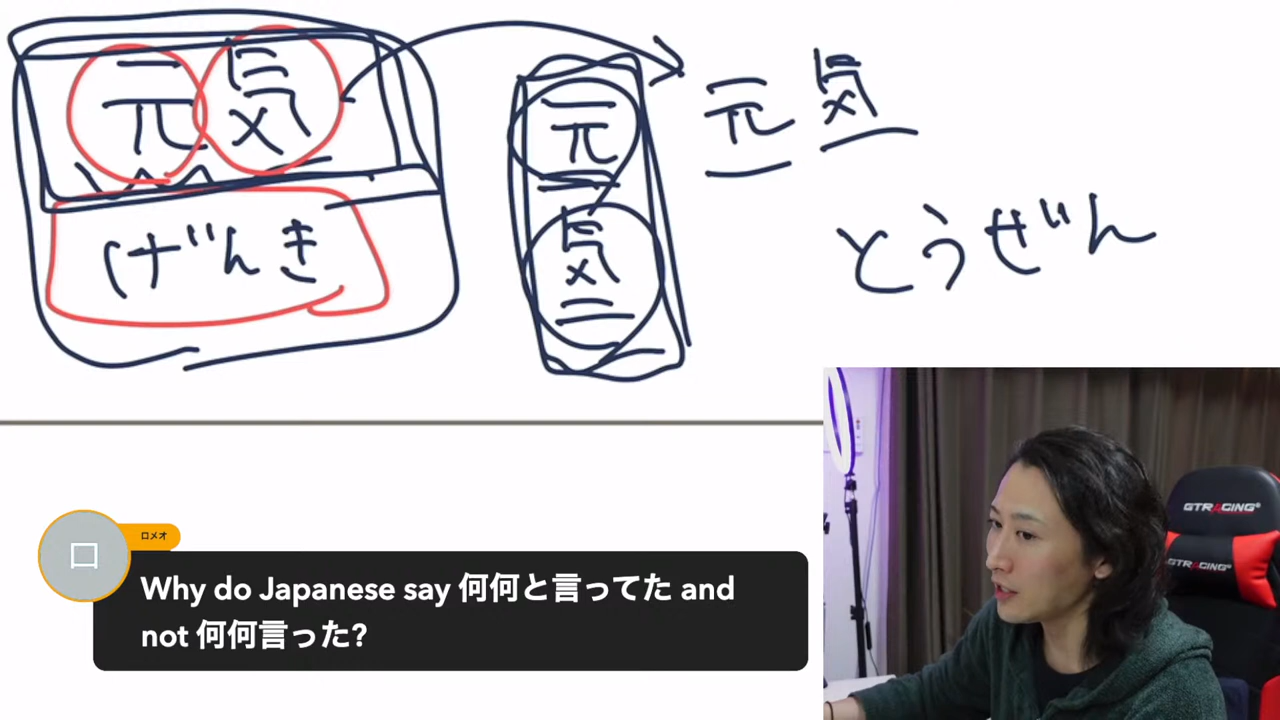 元気
げんき
元気
元気
とうぜん
ロ
ロメオ
Why do Japanese say 何何と言ってた and
not 何何言った?
GTRACING
GTRACING